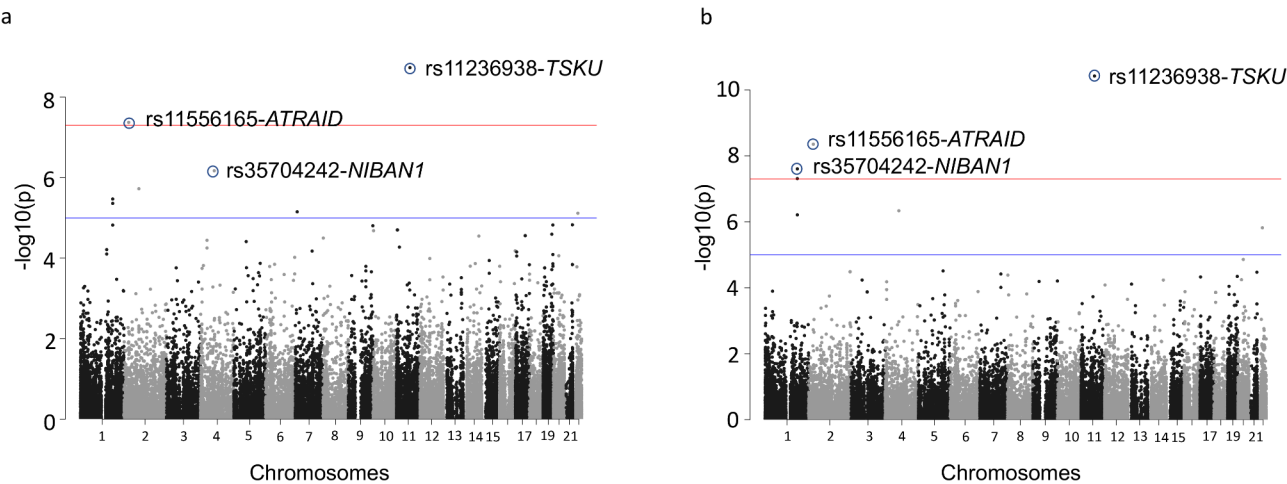 a
rs11236938-TSKU
8
rs11556165-ATRAID
rs35704242-NIBAN1
6
4
2
0
-log10(p)
1 2 3 4 5 6 7 8 9 10 11 12 13 14 15 17 19 21
Chromosomes
b
rs11236938-TSKU
10
rs11556165-ATRAID
8
rs35704242-NIBAN1
6
4
2
0
-log10(p)
1 2 3 4 5 6 7 8 9 10 11 12 13 14 15 17 19 21
Chromosomes